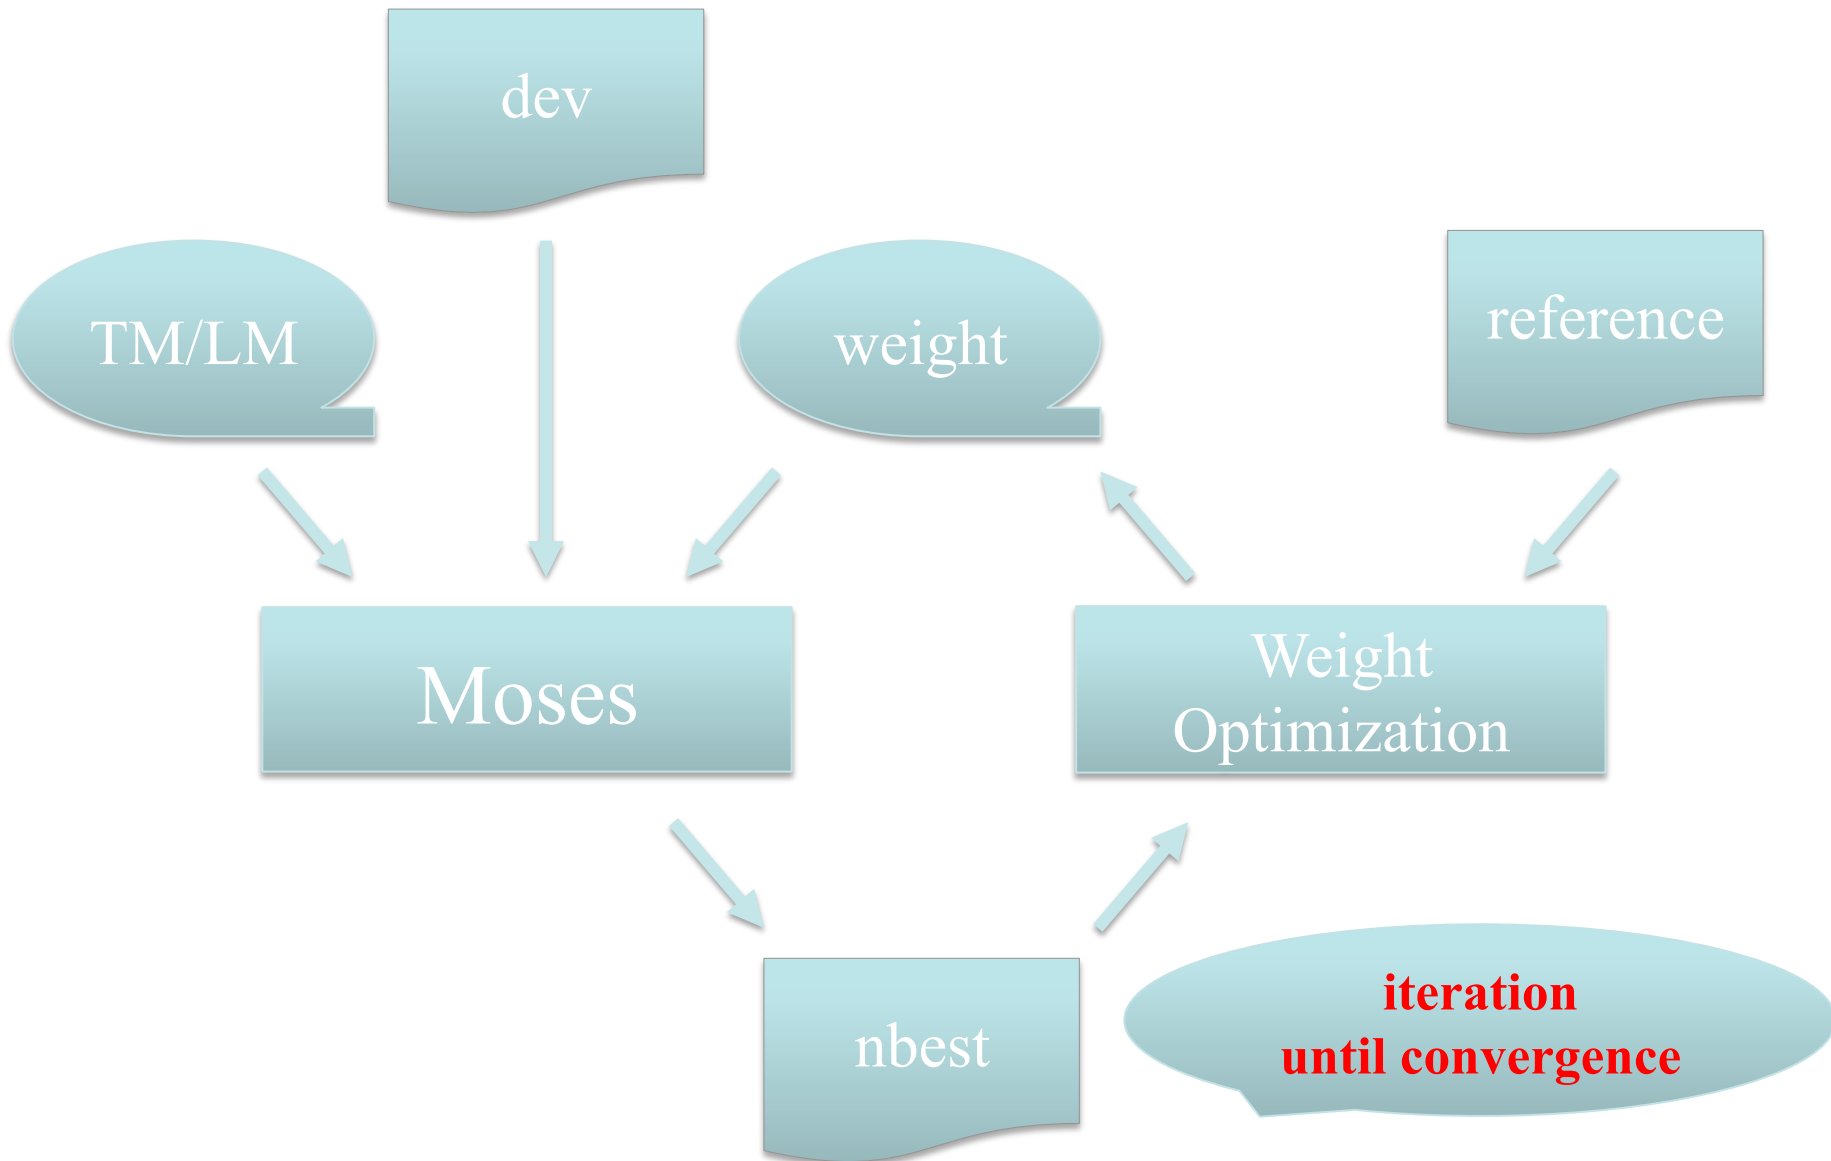 dev
TM/LM
weight
reference
Moses
Weight
Optimization
nbest
iteration
until convergence